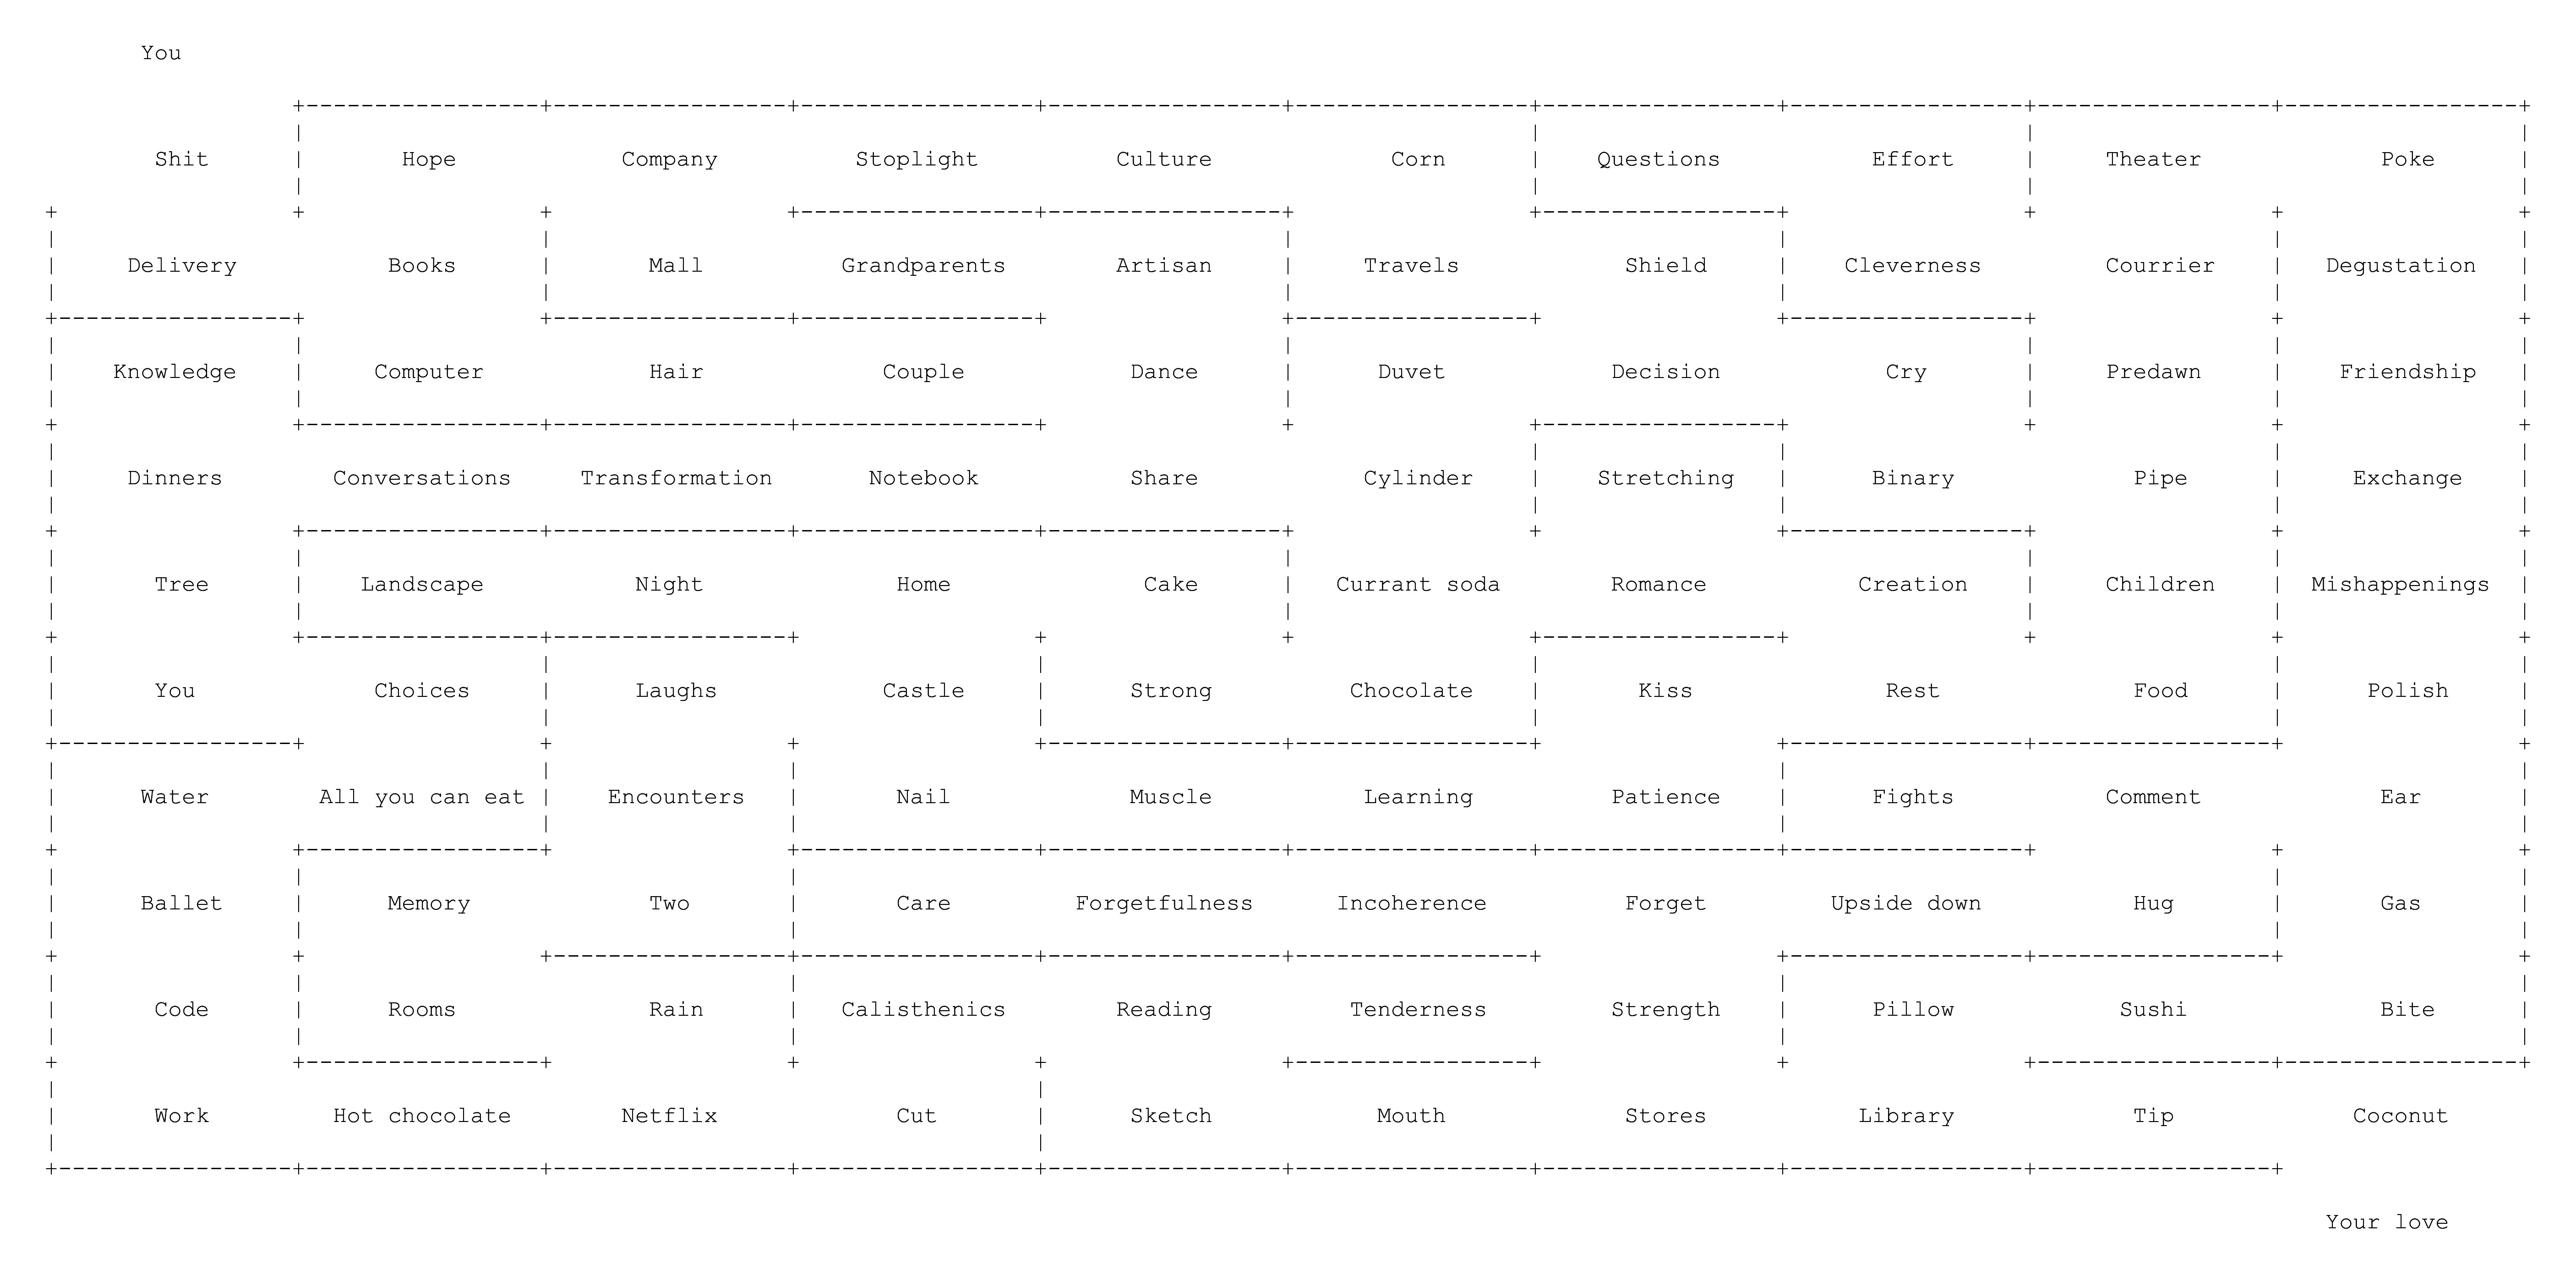 You
Shit Hope Company Stoplight Culture Corn Questions Effort Theater Poke
Delivery Books Mall Grandparents Artisan Travels Shield Cleverness Courrier Degustation
Knowledge Computer Hair Couple Dance Duvet Decision Cry Predawn Friendship
Dinners Conversations Transformation Notebook Share Cylinder Stretching Binary Pipe Exchange
Tree Landscape Night Home Cake Currant soda Romance Creation Children Mishappenings
You Choices Laughs Castle Strong Chocolate Kiss Rest Food Polish
Water All you can eat Encounters Nail Muscle Learning Patience Fights Comment Ear
Ballet Memory Two Care Forgetfulness Incoherence Forget Upside down Hug Gas
Code Rooms Rain Calisthenics Reading Tenderness Strength Pillow Sushi Bite
Work Hot chocolate Netflix Cut Sketch Mouth Stores Library Tip Coconut
Your love